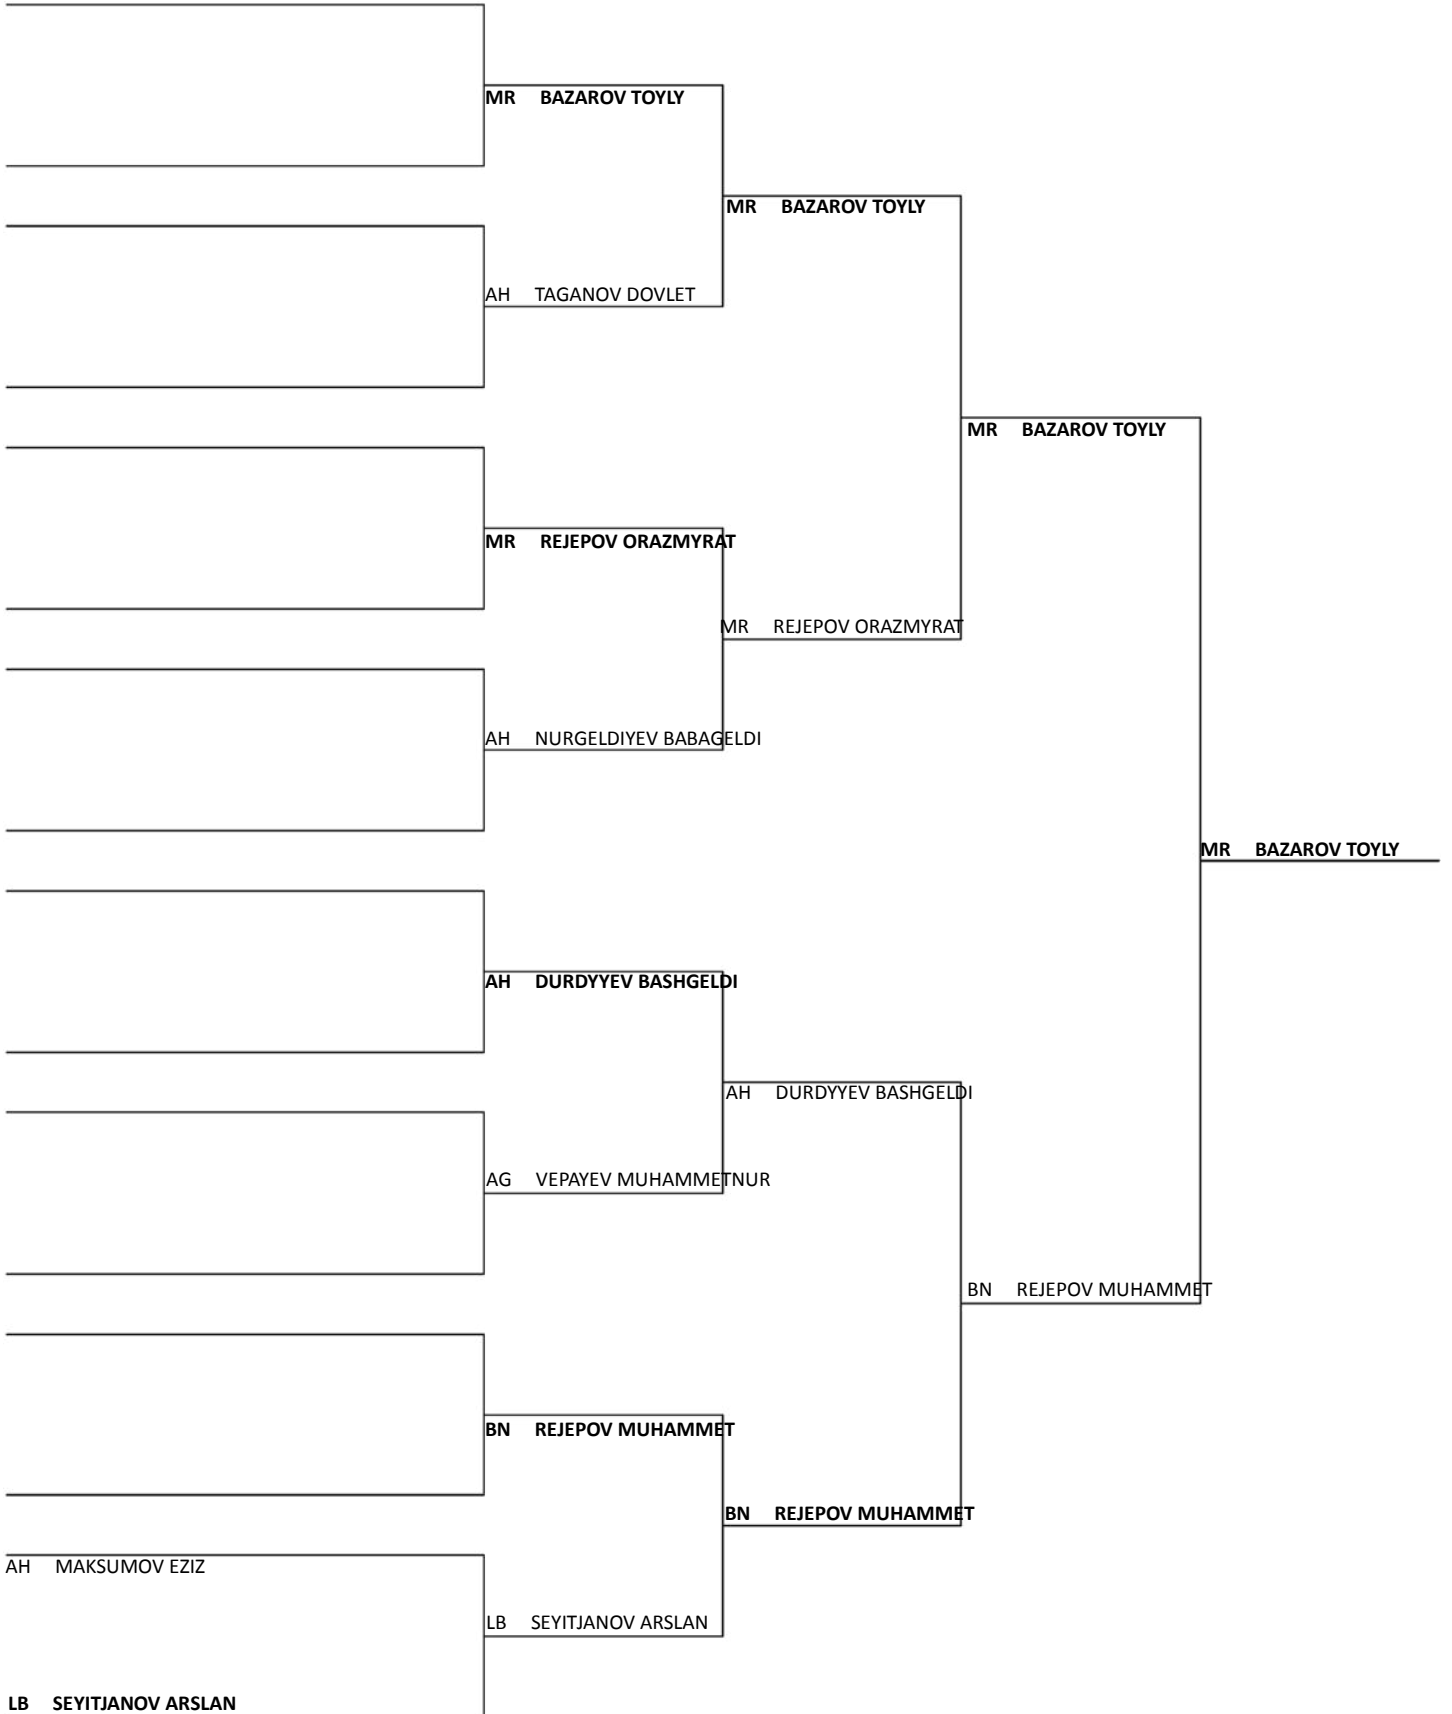 MR BAZAROV TOYLY
MR BAZAROV TOYLY
AH TAGANOV DOVLET
MR BAZAROV TOYLY
MR REJEPOV ORAZMYRAT
MR REJEPOV ORAZMYRAT
AH NURGELDIYEV BABAGELDI
MR BAZAROV TOYLY
AH DURDYYEV BASHGELDI
AH DURDYYEV BASHGELDI
AG VEPAYEV MUHAMMETNUR
BN REJEPOV MUHAMMET
BN REJEPOV MUHAMMET
BN REJEPOV MUHAMMET
AH MAKSUMOV EZIZ
LB SEYITJANOV ARSLAN
LB SEYITJANOV ARSLAN